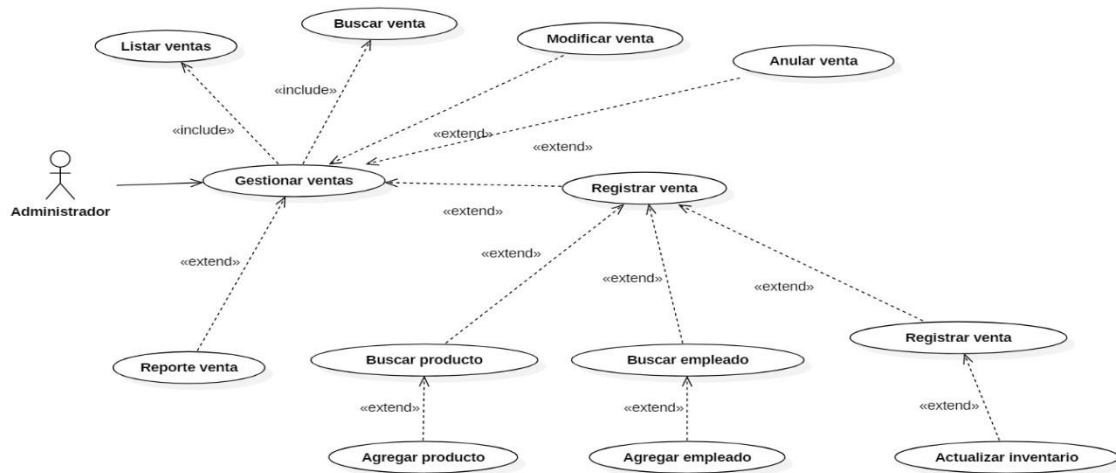 Buscar venta
Listar ventas
Modificar venta
Anular venta
«include»
«include»
«extend»
«extend»
Administrador
Gestionar ventas
Registrar venta
«extend»
«extend»
«extend»
«extend»
«extend»
Registrar venta
Reporte venta
Buscar producto
Buscar empleado
«extend»
«extend»
«extend»
Agregar producto
Agregar empleado
Actualizar inventario